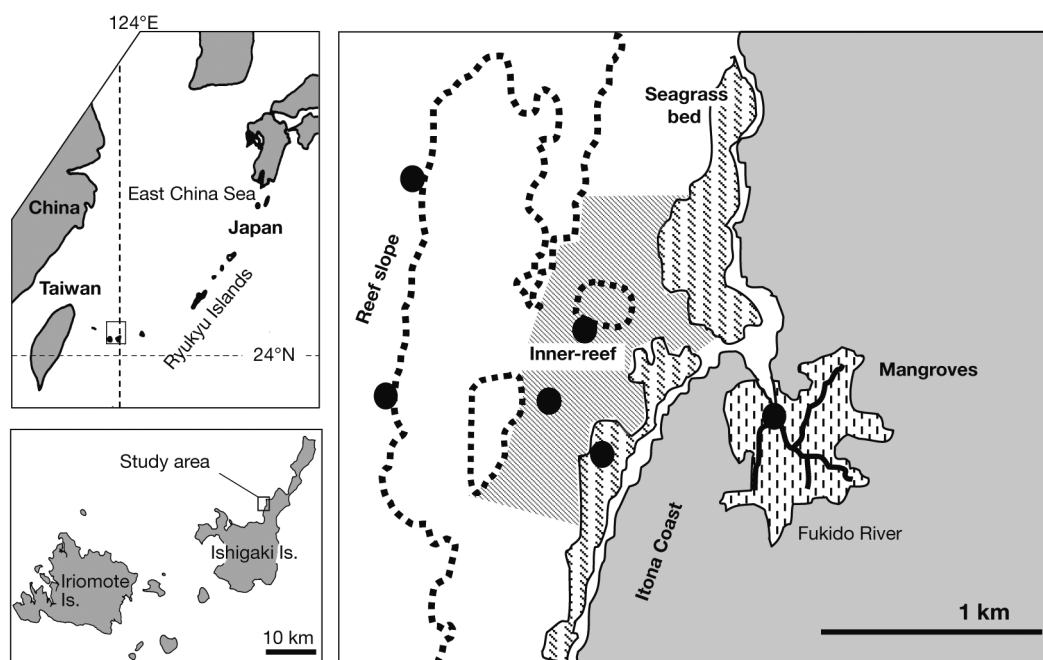 124°E
East China Sea
China
Japan
Taiwan
Ryukyu Islands
24°N
Study area
Ishigaki Is.
Iriomote
Is.
10 km
Seagrass
bed
Reef slope
Inner-reef
Mangroves
Fukido River
Itona Coast
1 km